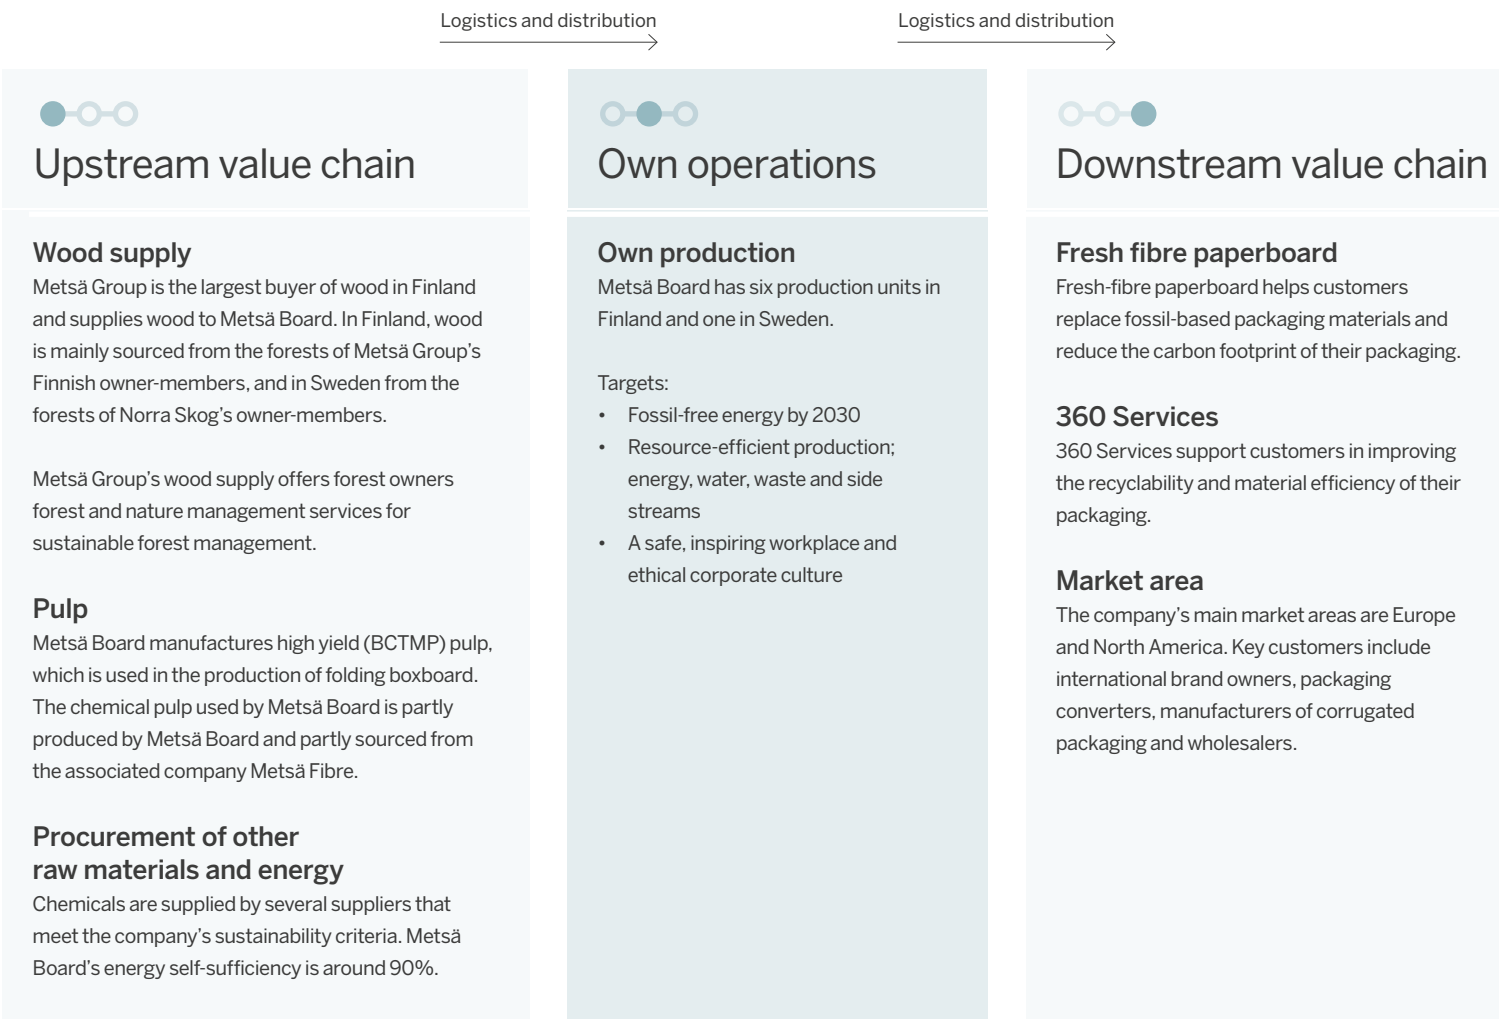 Logistics and distribution
Logistics and distribution
Upstream value chain
Wood supply
Metsä Group is the largest buyer of wood in Finland
and supplies wood to Metsä Board. In Finland, wood
is mainly sourced from the forests of Metsä Group's
Finnish owner-members, and in Sweden from the
forests of Norra Skog's owner-members.
Metsä Group's wood supply offers forest owners
forest and nature management services for
sustainable forest management.
Pulp
Metsä Board manufactures high yield (BCTMP) pulp,
which is used in the production of folding boxboard.
The chemical pulp used by Metsä Board is partly
produced by Metsä Board and partly sourced from
the associated company Metsä Fibre.
Procurement of other
raw materials and energy
Chemicals are supplied by several suppliers that
meet the company's sustainability criteria. Metsä
Board's energy self-sufficiency is around 90%.
Own operations
Own production
Metsä Board has six production units in
Finland and one in Sweden.
Targets:
• Fossil-free energy by 2030
• Resource-efficient production;
energy, water, waste and side
streams
• A safe, inspiring workplace and
ethical corporate culture
Downstream value chain
Fresh fibre paperboard
Fresh-fibre paperboard helps customers
replace fossil-based packaging materials and
reduce the carbon footprint of their packaging.
360 Services
360 Services support customers in improving
the recyclability and material efficiency of their
packaging.
Market area
The company's main market areas are Europe
and North America. Key customers include
international brand owners, packaging
converters, manufacturers of corrugated
packaging and wholesalers.